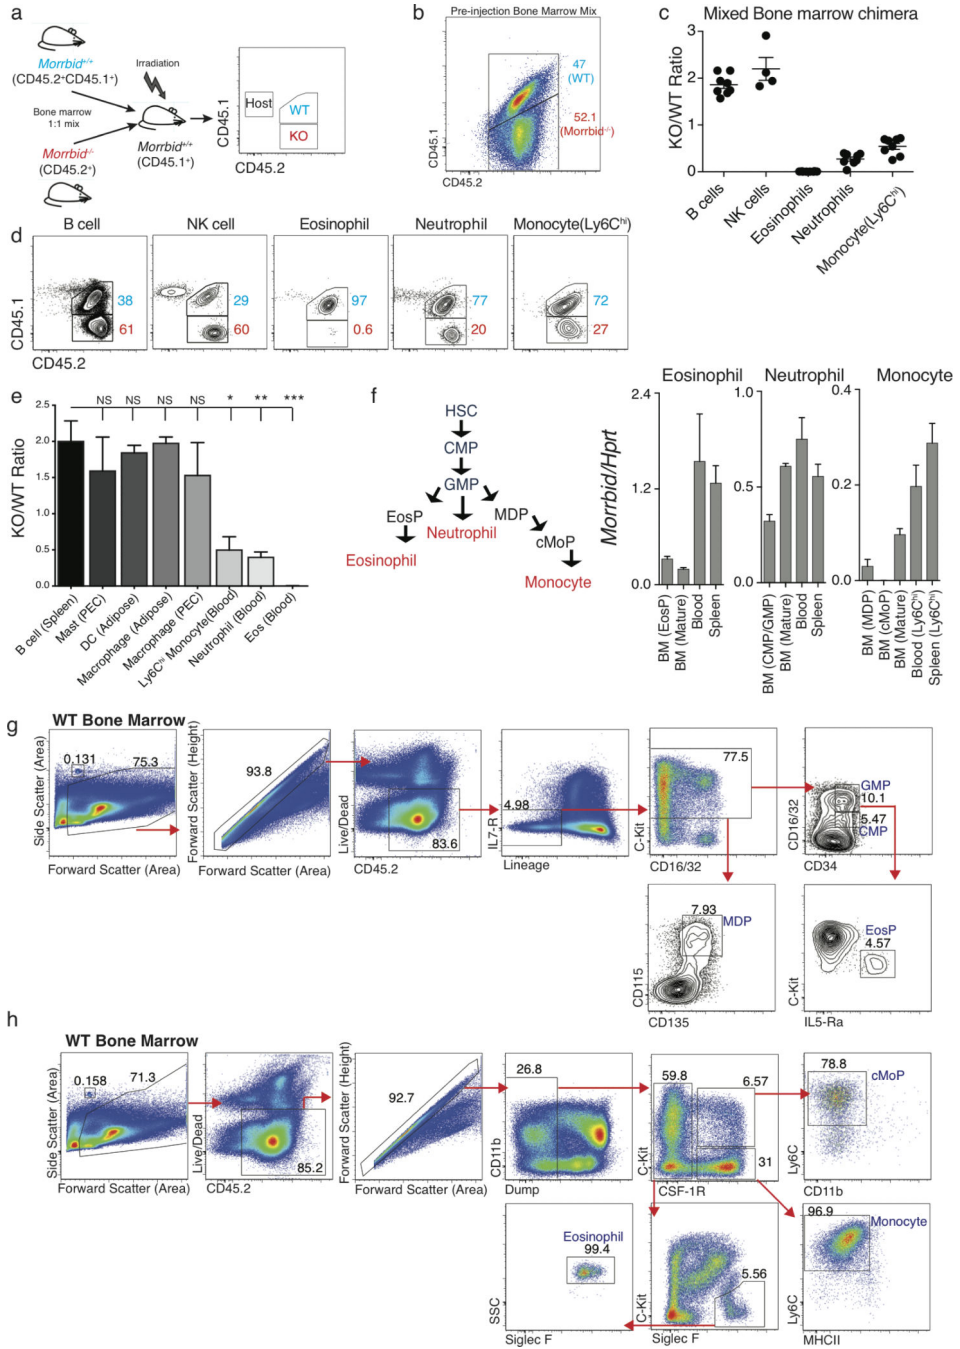 a
Morrbid+/+
(CD45.2+CD45.1+)
Irradiation
Bone marrow
1:1 mix
Morrbid-/-
(CD45.2+)
Morrbid+/+
(CD45.1+)
CD45.1
Host
WT
KO
CD45.2
b
Pre-injection Bone Marrow Mix
47
(WT)
52.1
(Morrbid-/-)
CD45.1
CD45.2
c
Mixed Bone marrow chimera
KO/WT Ratio
3
2
1
0
B cells
NK cells
Eosinophils
Neutrophils
Monocyte(Ly6Chi)
d
B cell
NK cell
Eosinophil
Neutrophil
Monocyte(Ly6Chi)
CD45.1
38
61
29
60
97
0.6
77
20
72
27
CD45.2
e
KO/WT Ratio
2.5
2.0
1.5
1.0
0.5
0.0
NS
NS
NS
NS
*
**
***
B cell (Spleen)
Mast (PEC)
DC (Adipose)
Macrophage (Adipose)
Macrophage (PEC)
Ly6Chi Monocyte(Blood)
Neutrophil (Blood)
Eos (Blood)
f
HSC
CMP
GMP
EosP
Neutrophil
MDP
Eosinophil
cMoP
Monocyte
Morrbid/Hprt
Eosinophil
2.4
1.2
0.0
BM (EosP)
BM (Mature)
Blood
Spleen
Neutrophil
1.0
0.5
0.0
BM (CMP/GMP)
BM (Mature)
Blood
Spleen
Monocyte
0.4
0.2
0.0
BM (MDP)
BM (cMoP)
BM (Mature)
Blood (Ly6Chi)
Spleen (Ly6Chi)
g
WT Bone Marrow
Side Scatter (Area)
0.131
75.3
Forward Scatter (Area)
Forward Scatter (Height)
93.8
Forward Scatter (Area)
Live/Dead
83.6
CD45.2
IL7-R
4.98
Lineage
C-Kit
77.5
CD16/32
CD16/32
GMP
10.1
5.47
CMP
CD34
CD115
7.93
MDP
CD135
C-Kit
EosP
4.57
IL5-Ra
h
WT Bone Marrow
Side Scatter (Area)
0.158
71.3
Forward Scatter (Area)
Live/Dead
85.2
CD45.2
Forward Scatter (Height)
92.7
Forward Scatter (Area)
CD11b
26.8
Dump
C-Kit
59.8
6.57
31
CSF-1R
Ly6C
78.8
cMoP
CD11b
SSC
Eosinophil
99.4
Siglec F
C-Kit
5.56
Siglec F
Ly6C
96.9
Monocyte
MHCII